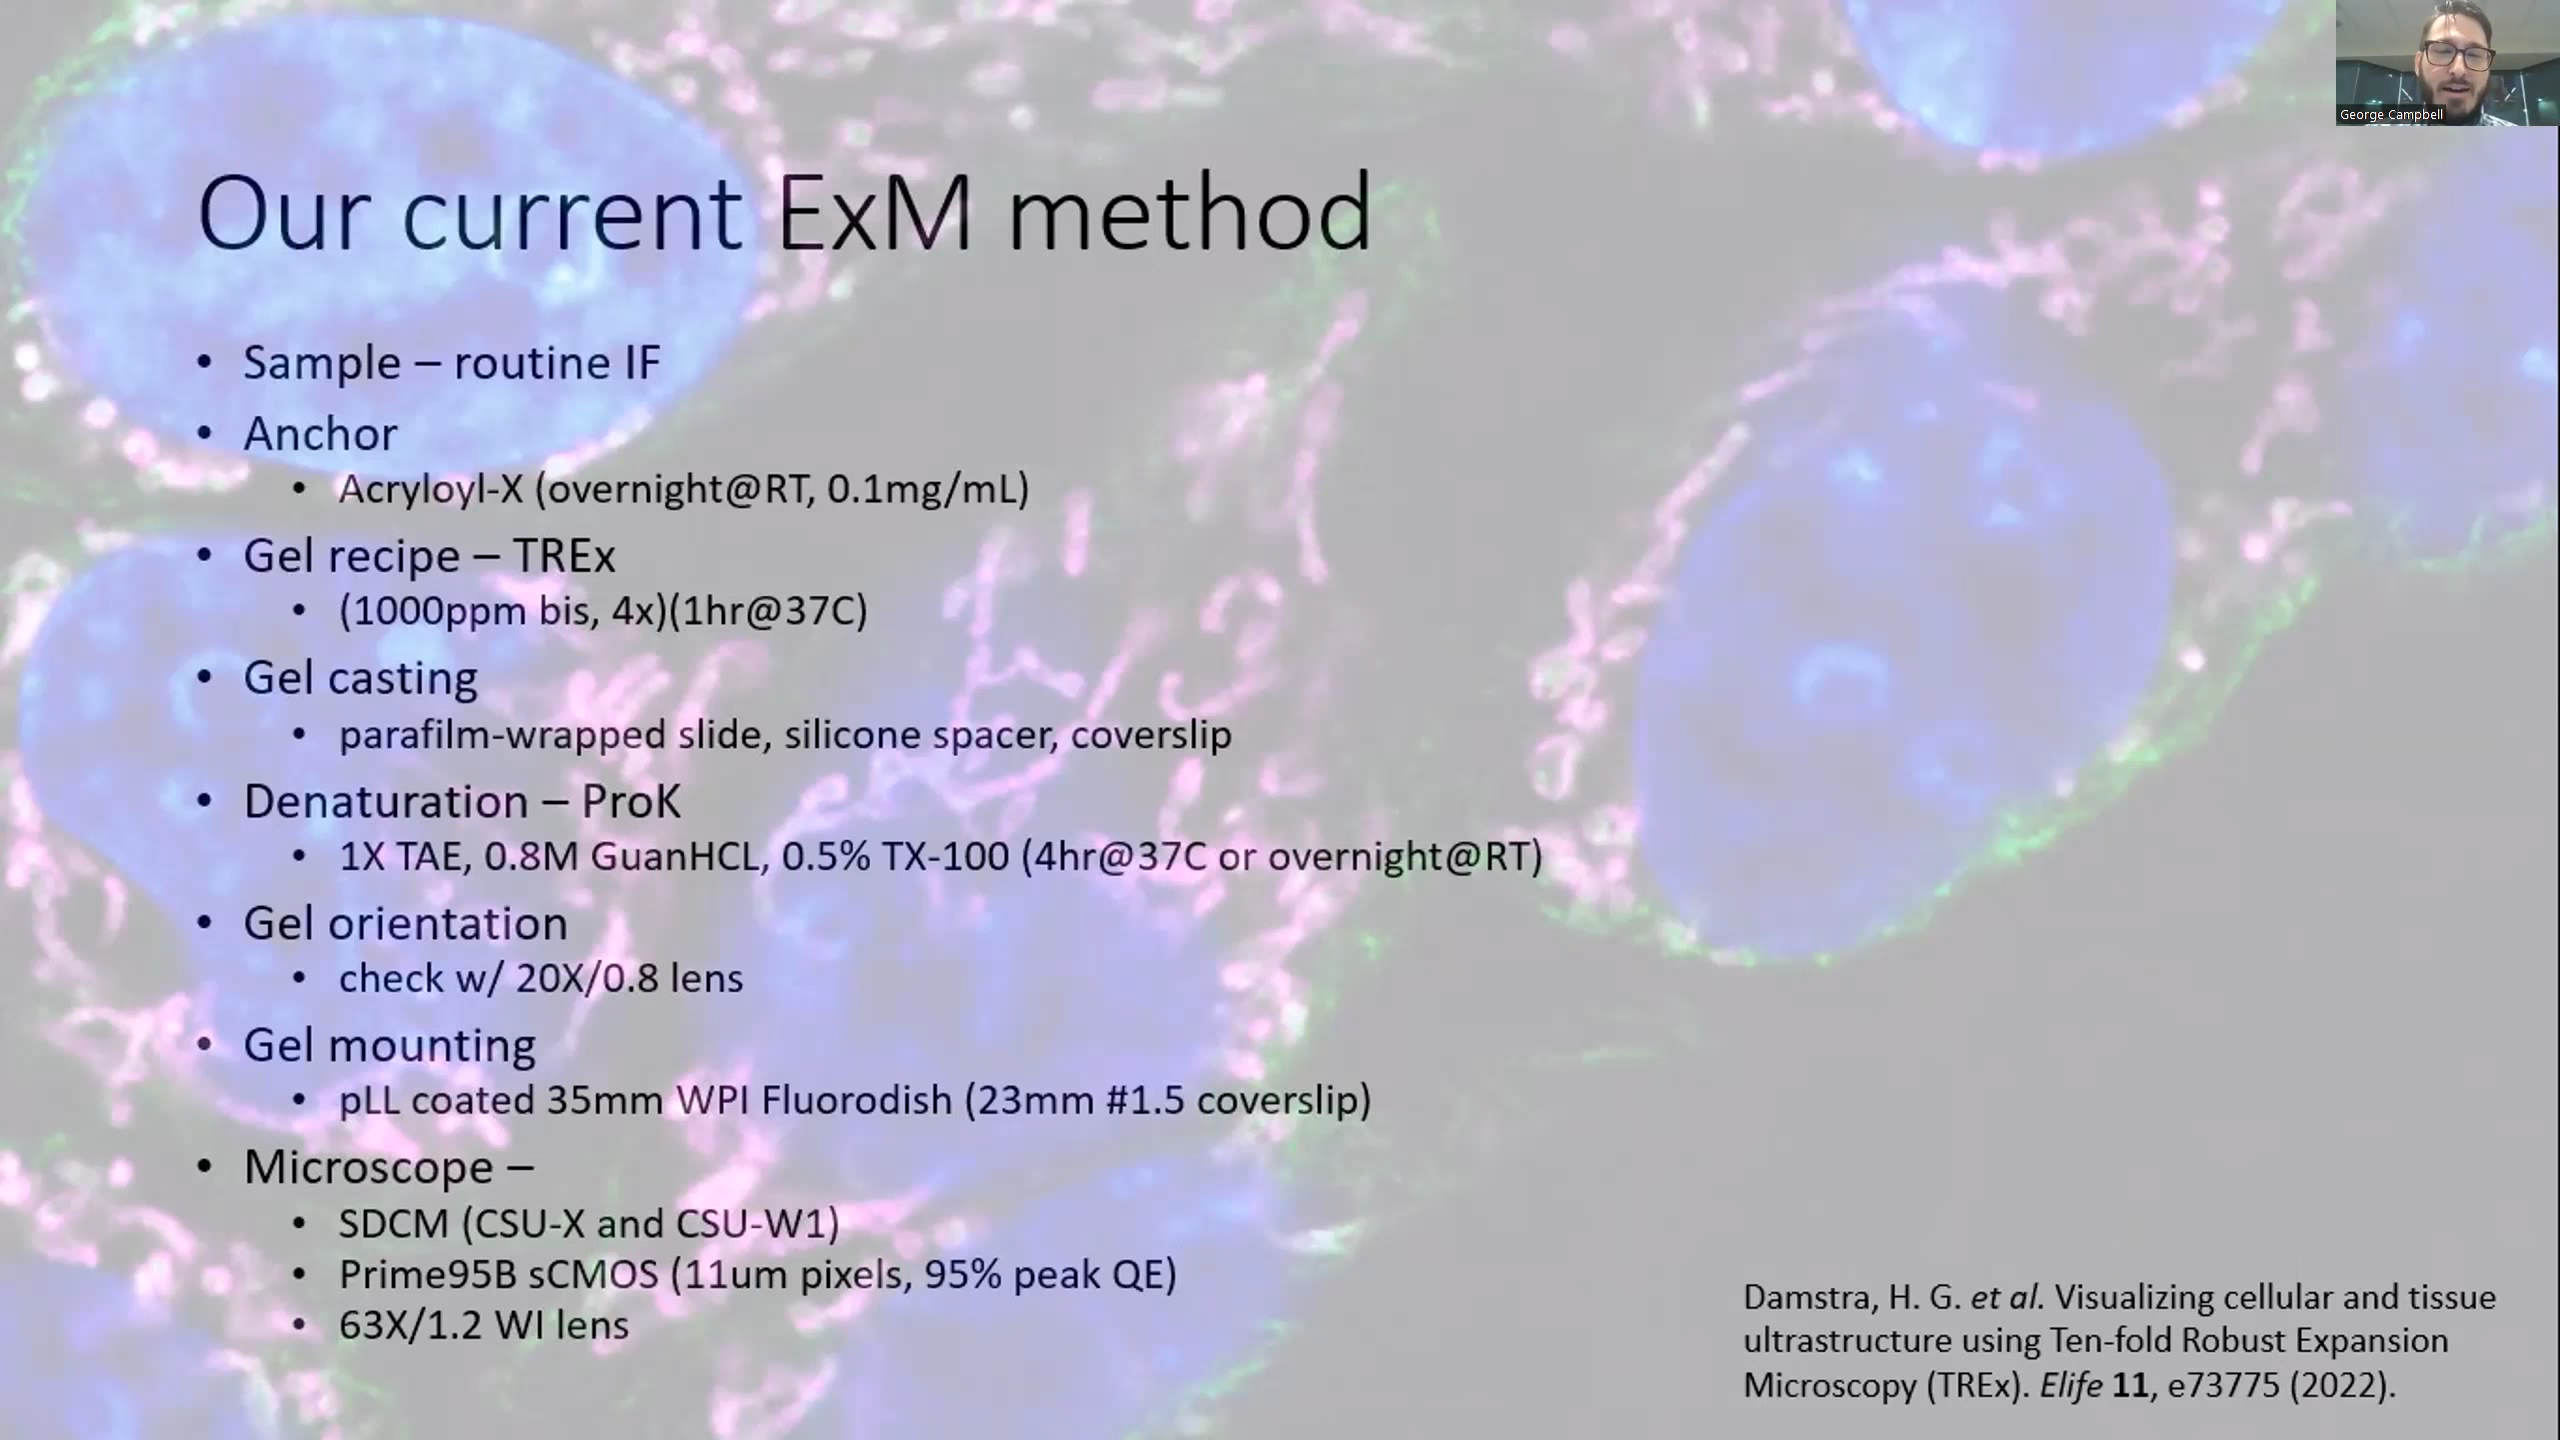 George Campbell
Our current ExM method
• Sample – routine IF
• Anchor
• Acryloyl-X (overnight@RT, 0.1mg/mL)
• Gel recipe – TREx
• (1000ppm bis, 4x)(1hr@37C)
• Gel casting
• parafilm-wrapped slide, silicone spacer, coverslip
• Denaturation – ProK
• 1X TAE, 0.8M GuanHCL, 0.5% TX-100 (4hr@37C or overnight@RT)
• Gel orientation
• check w/ 20X/0.8 lens
• Gel mounting
• pLL coated 35mm WPI Fluorodish (23mm #1.5 coverslip)
• Microscope –
• SDCM (CSU-X and CSU-W1)
• Prime95B sCMOS (11um pixels, 95% peak QE)
• 63X/1.2 WI lens
Damstra, H. G. et al. Visualizing cellular and tissue
ultrastructure using Ten-fold Robust Expansion
Microscopy (TREx). Elife 11, e73775 (2022).